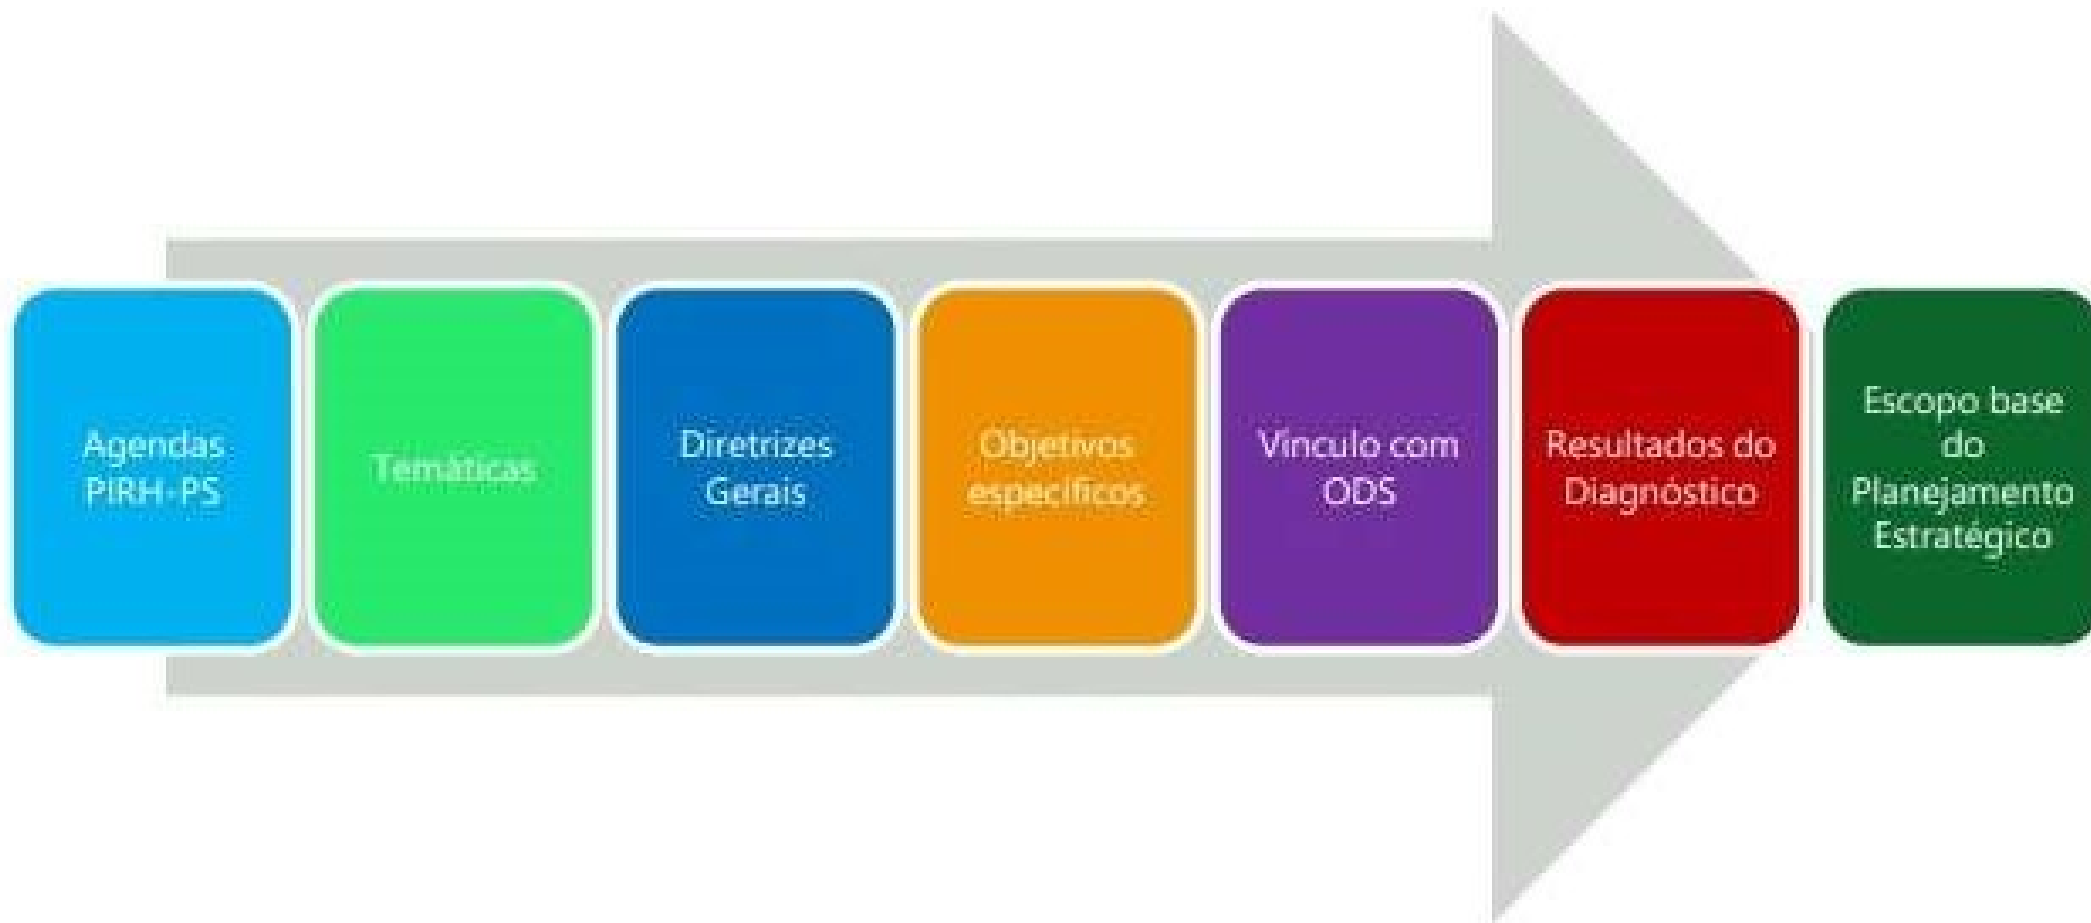 Agendas
PIRH-PS
Temáticas
Diretrizes
Gerais
Objetivos
específicos
Vínculo com
ODS
Resultados do
Diagnóstico
Escopo base
do
Planejamento
Estratégico